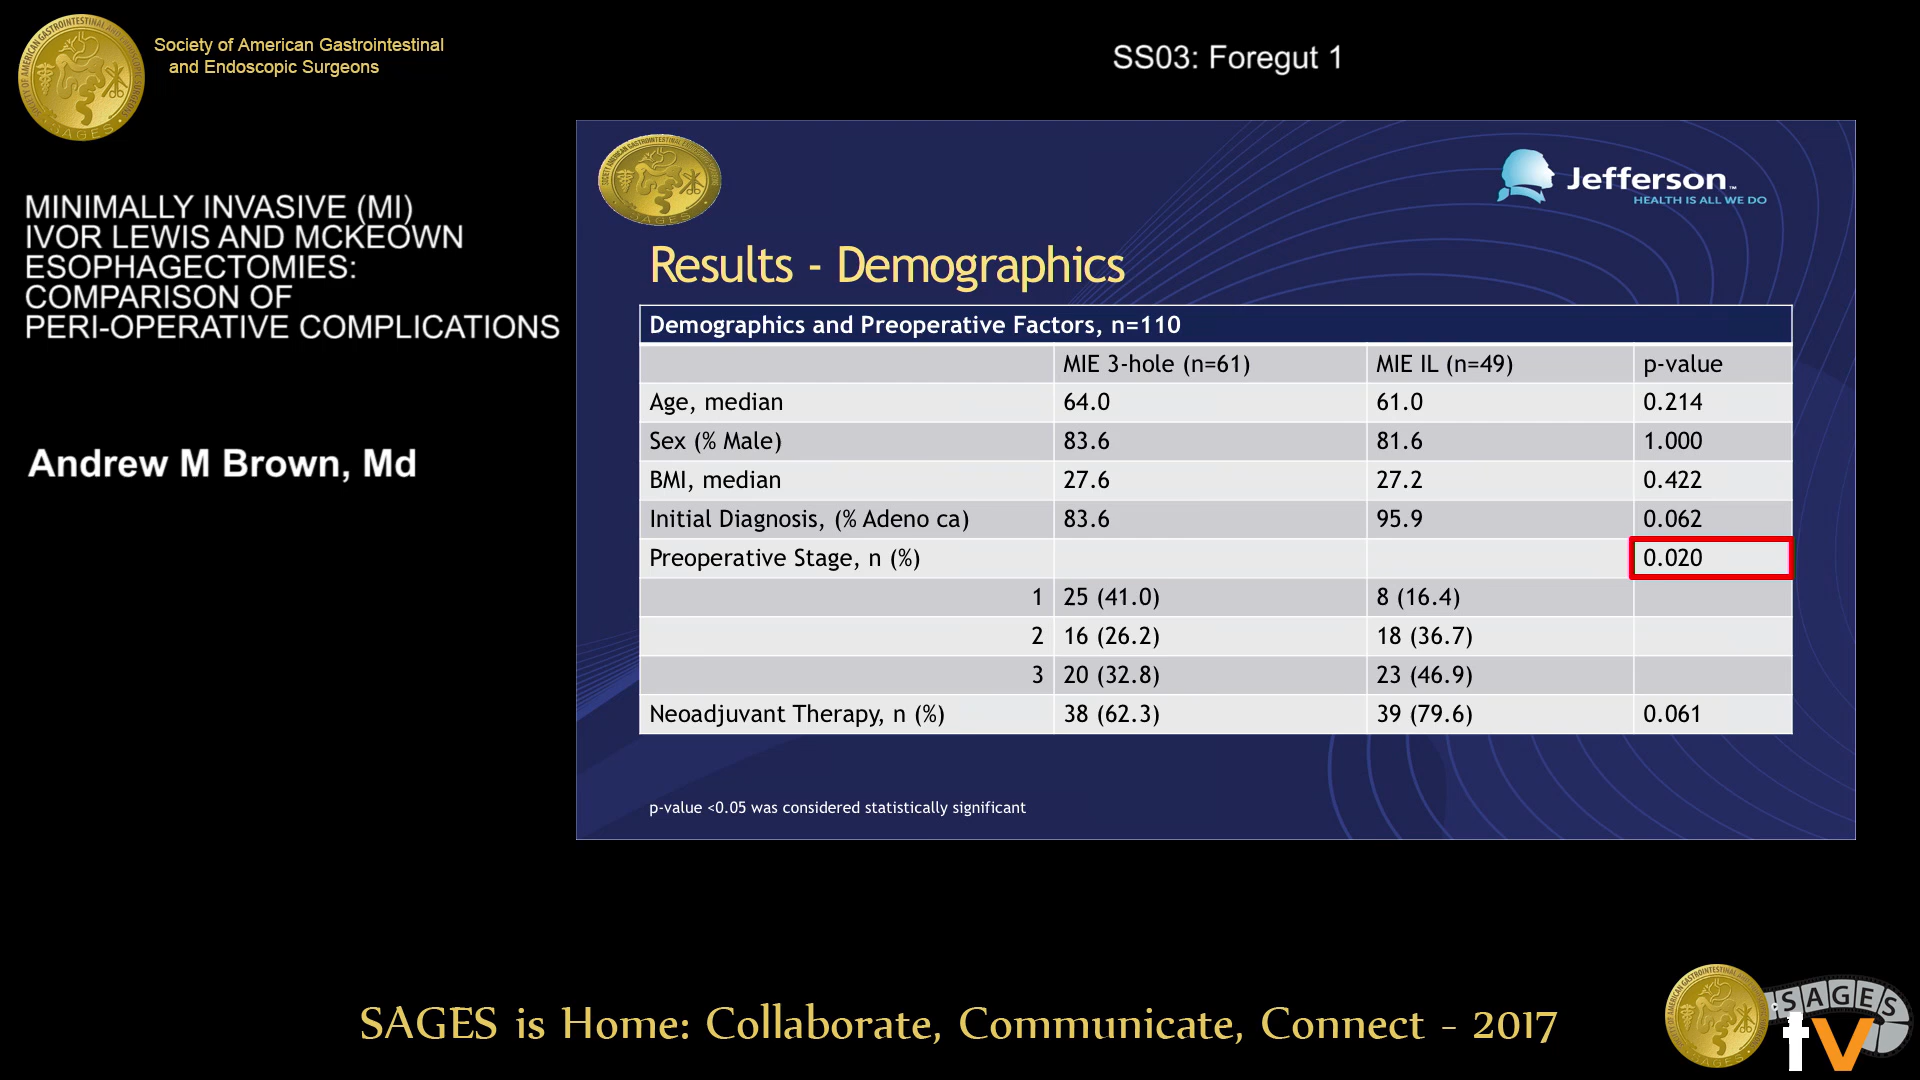 Society of American Gastrointestinal
and Endoscopic Surgeons
SS03: Foregut 1
MINIMALLY INVASIVE (MI)
IVOR LEWIS AND MCKEOWN
ESOPHAGECTOMIES:
COMPARISON OF
PERI-OPERATIVE COMPLICATIONS
Andrew M Brown, Md
Jefferson™
HEALTH IS ALL WE DO
Results - Demographics
Demographics and Preoperative Factors, n=110
MIE 3-hole (n=61) MIE IL (n=49) p-value
Age, median 64.0 61.0 0.214
Sex (% Male) 83.6 81.6 1.000
BMI, median 27.6 27.2 0.422
Initial Diagnosis, (% Adeno ca) 83.6 95.9 0.062
Preoperative Stage, n (%) 0.020
1 25 (41.0) 8 (16.4)
2 16 (26.2) 18 (36.7)
3 20 (32.8) 23 (46.9)
Neoadjuvant Therapy, n (%) 38 (62.3) 39 (79.6) 0.061
p-value <0.05 was considered statistically significant
SAGES is Home: Collaborate, Communicate, Connect - 2017
SAGES
tV